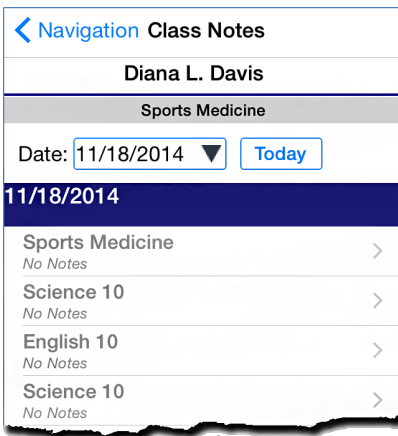 Navigation Class Notes
Diana L. Davis
Sports Medicine
Date: 11/18/2014 Today
11/18/2014
Sports Medicine
No Notes
Science 10
No Notes
English 10
No Notes
Science 10
No Notes